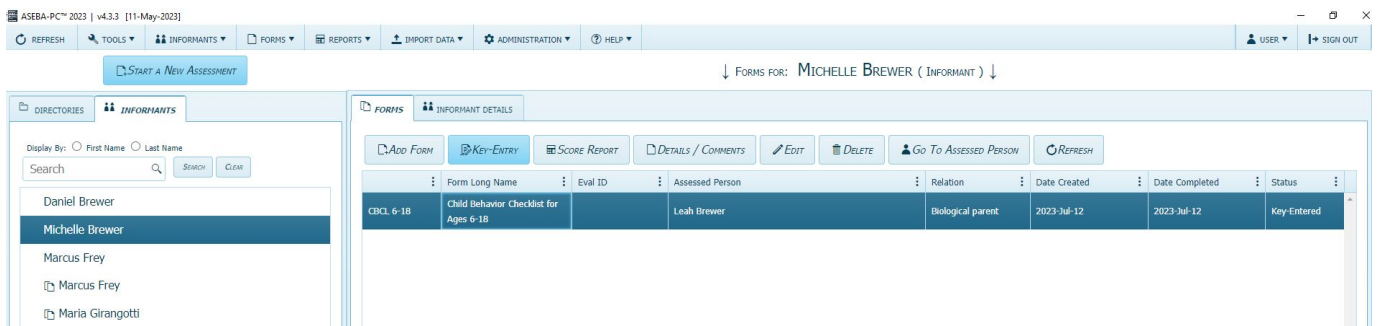 ASEBA-PC™ 2023 | v4.3.3 [11-May-2023]
REFRESH TOOLS ▼ INFORMANTS ▼ FORMS ▼ REPORTS ▼ IMPORT DATA ▼ ADMINISTRATION ▼ HELP ▼ USER ▼ SIGN OUT
START A NEW ASSESSMENT
↓ FORMS FOR: MICHELLE BREWER ( INFORMANT ) ↓
DIRECTORIES INFORMANTS
FORMS INFORMANT DETAILS
Display By: First Name Last Name
Search SEARCH CLEAR
ADD FORM KEY-ENTRY SCORE REPORT DETAILS / COMMENTS EDIT DELETE GO TO ASSESSED PERSON REFRESH
Form Long Name Eval ID Assessed Person Relation Date Created Date Completed Status
CBCL 6-18 Child Behavior Checklist for Leah Brewer Biological parent 2023-Jul-12 2023-Jul-12 Key-Entered
Ages 6-18
Daniel Brewer
Michelle Brewer
Marcus Frey
Marcus Frey
Maria Girangotti